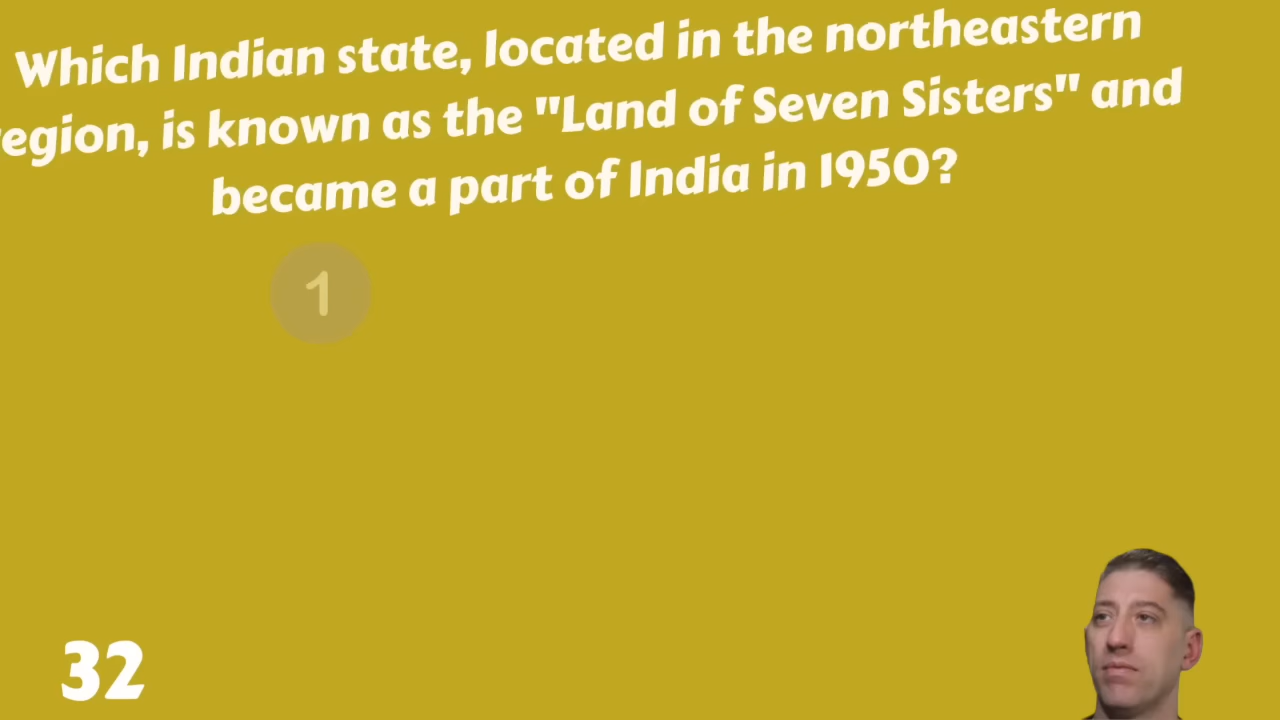 Which Indian state, located in the northeastern
region, is known as the "Land of Seven Sisters" and
became a part of India in 1950?
1
32